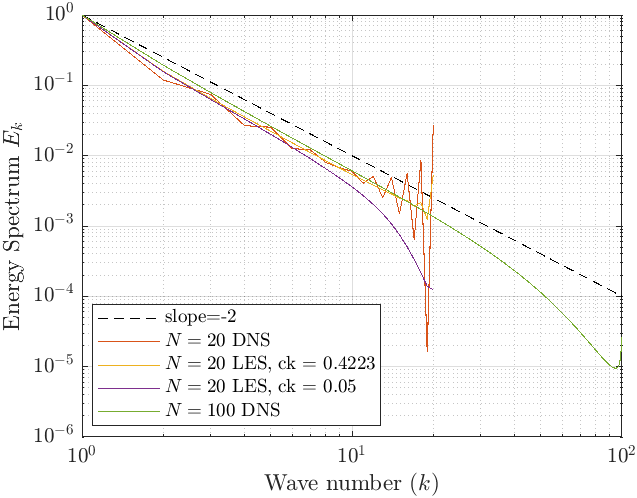 10^0
10^{-1}
10^{-2}
10^{-3}
10^{-4}
10^{-5}
10^{-6}
Energy Spectrum E_k
slope=-2
N = 20 DNS
N = 20 LES, ck = 0.4223
N = 20 LES, ck = 0.05
N = 100 DNS
10^0 10^1 10^2
Wave number (k)